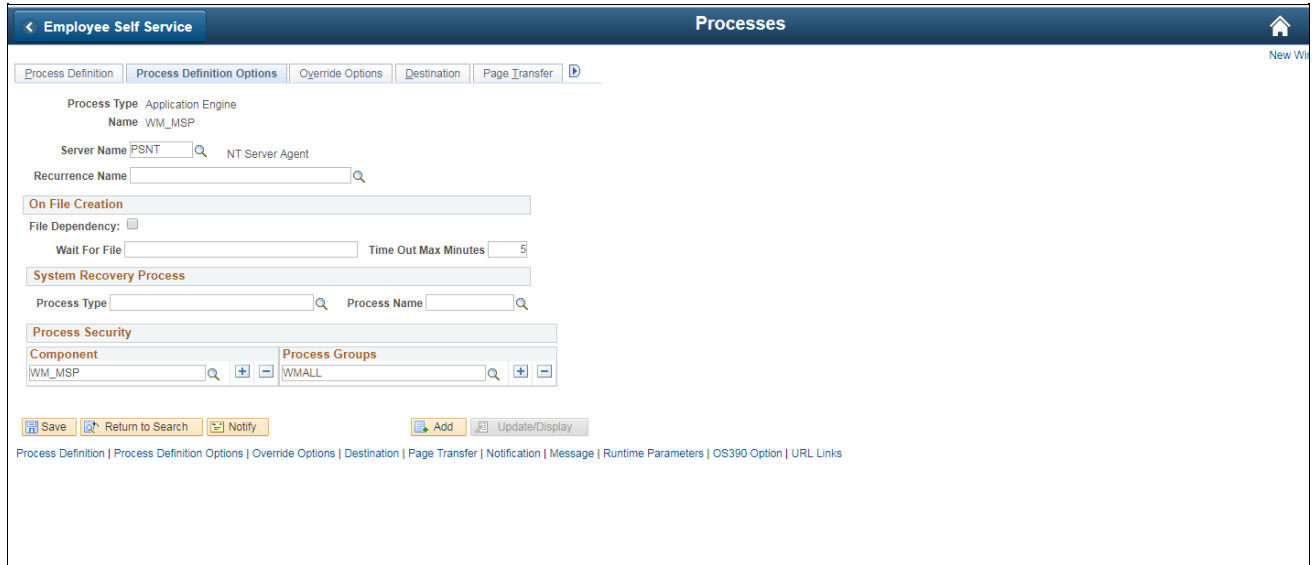 Employee Self Service Processes
New Wi
Process Definition Process Definition Options Override Options Destination Page Transfer
Process Type Application Engine
Name WM_MSP
Server Name PSNT NT Server Agent
Recurrence Name
On File Creation
File Dependency:
Wait For File Time Out Max Minutes 5
System Recovery Process
Process Type Process Name
Process Security
Component Process Groups
WM_MSP WMALL
Save Return to Search Notify Add Update/Display
Process Definition | Process Definition Options | Override Options | Destination | Page Transfer | Notification | Message | Runtime Parameters | OS390 Option | URL Links